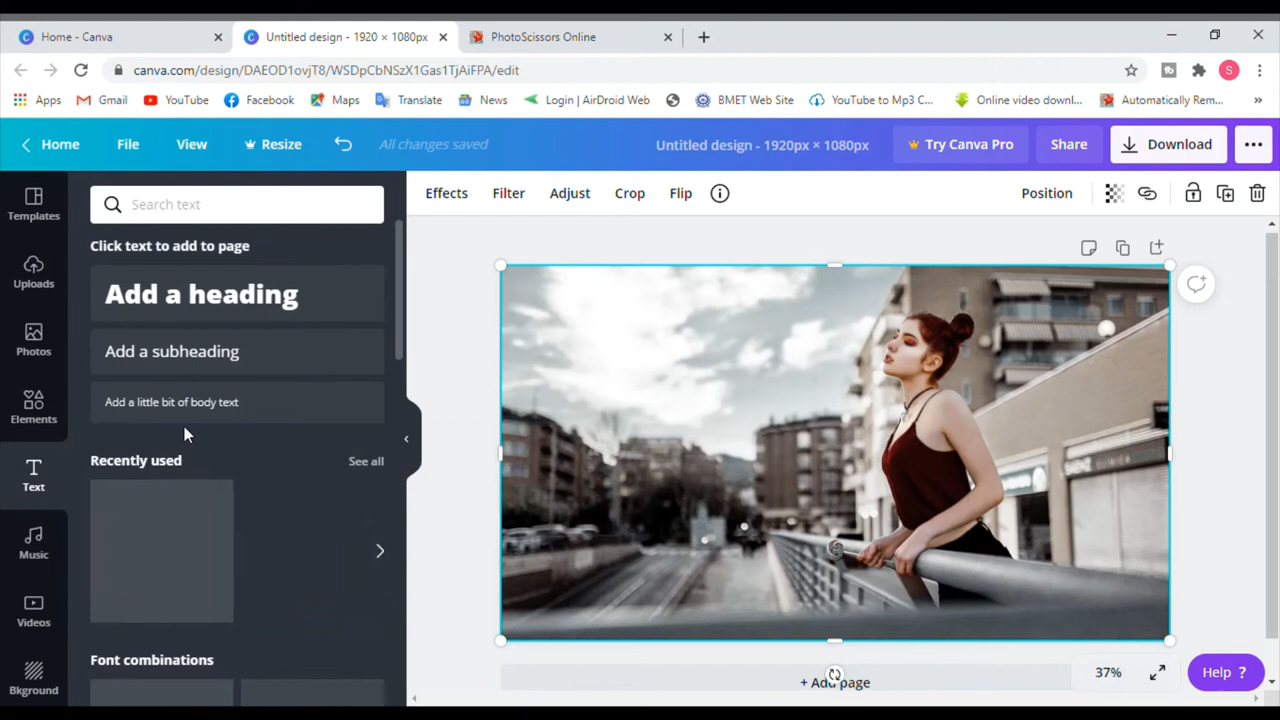 Home - Canva
Untitled design - 1920 × 1080px
PhotoScissors Online
canva.com/design/DAEOD1ovjT8/WSDpCbNSzX1Gas1TjAiFPA/edit
S
Apps
Gmail
YouTube
Facebook
Maps
Translate
News
Login | AirDroid Web
IMET Web Site
YouTube to Mp3 C...
Online video downl...
Automatically Rem...
Home
File
View
Resize
All changes saved
Untitled design - 1920px × 1080px
Try Canva Pro
Share
Download
Templates
Uploads
Photos
Elements
Text
Music
Videos
Bkground
Search text
Click text to add to page
Add a heading
Add a subheading
Add a little bit of body text
Recently used
See all
Font combinations
Effects
Filter
Adjust
Crop
Flip
Position
+ Add page
37%
Help ?